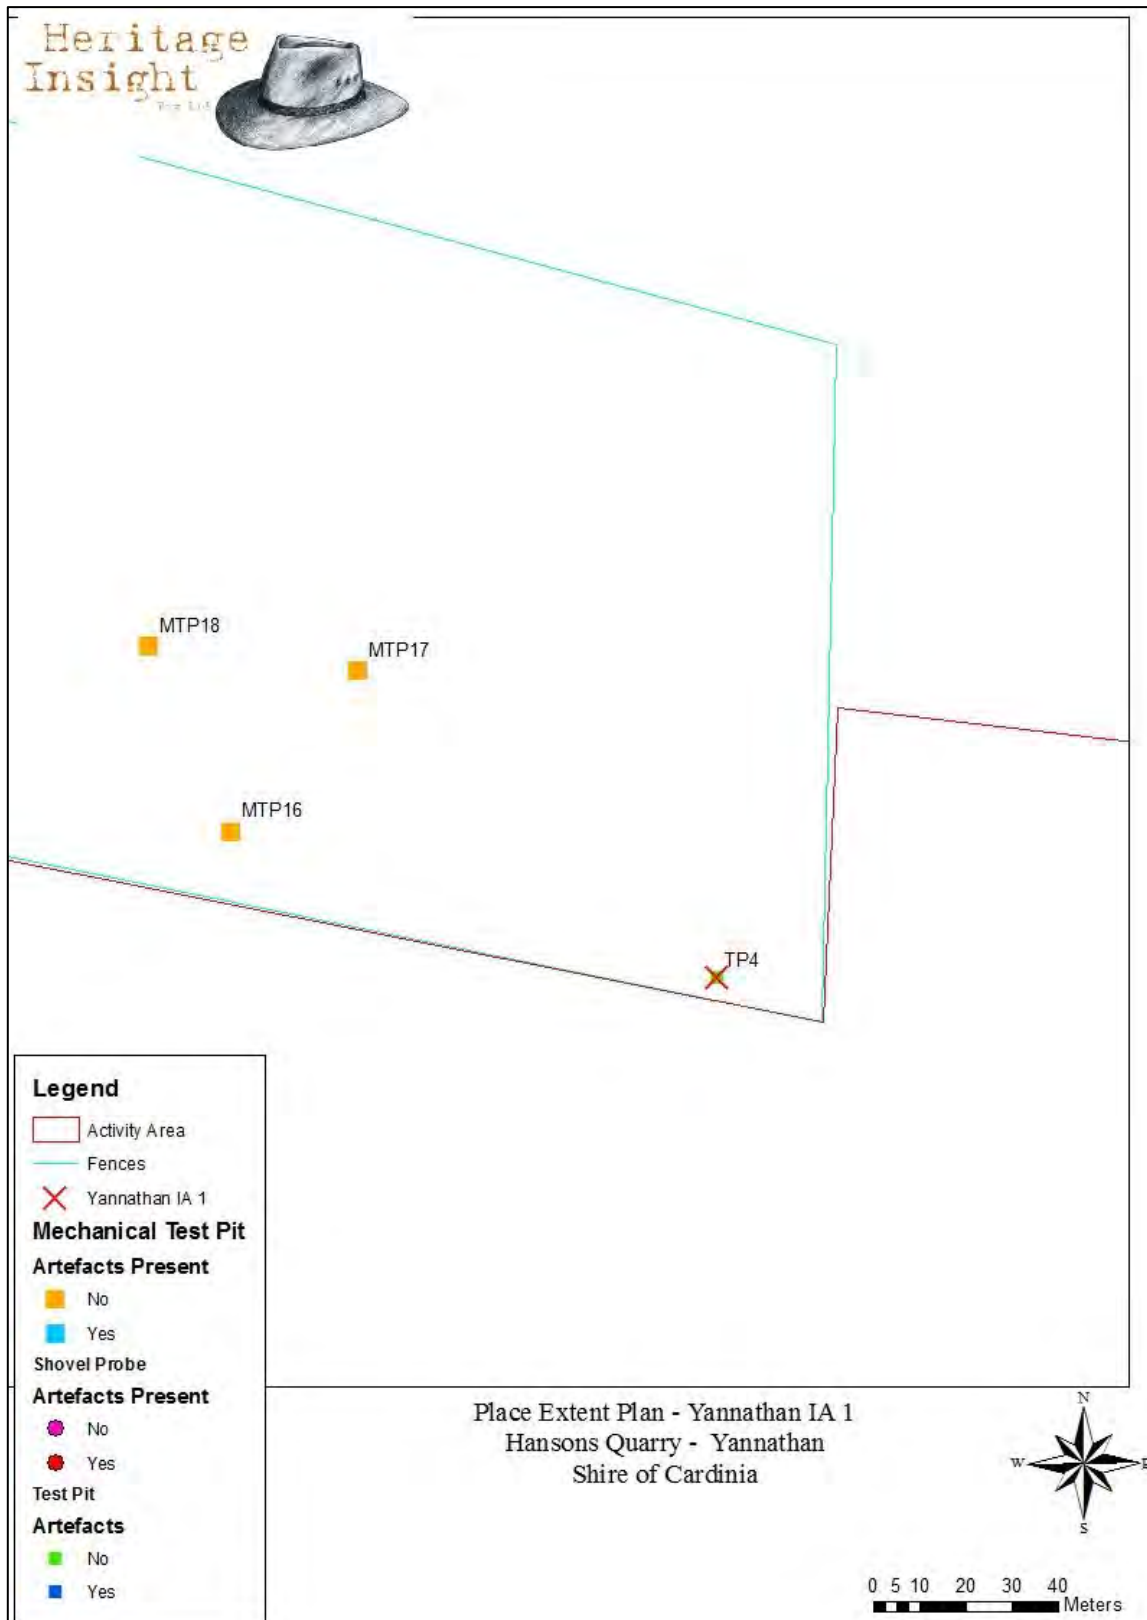 Heritage
Insight
Pty Ltd
MTP18
MTP17
MTP16
TP4
Legend
Activity Area
Fences
Yannathan IA 1
Mechanical Test Pit
Artefacts Present
No
Yes
Shovel Probe
Artefacts Present
No
Yes
Test Pit
Artefacts
No
Yes
Place Extent Plan - Yannathan IA 1
Hansons Quarry - Yannathan
Shire of Cardinia
N
W E
S
0 5 10 20 30 40
Meters